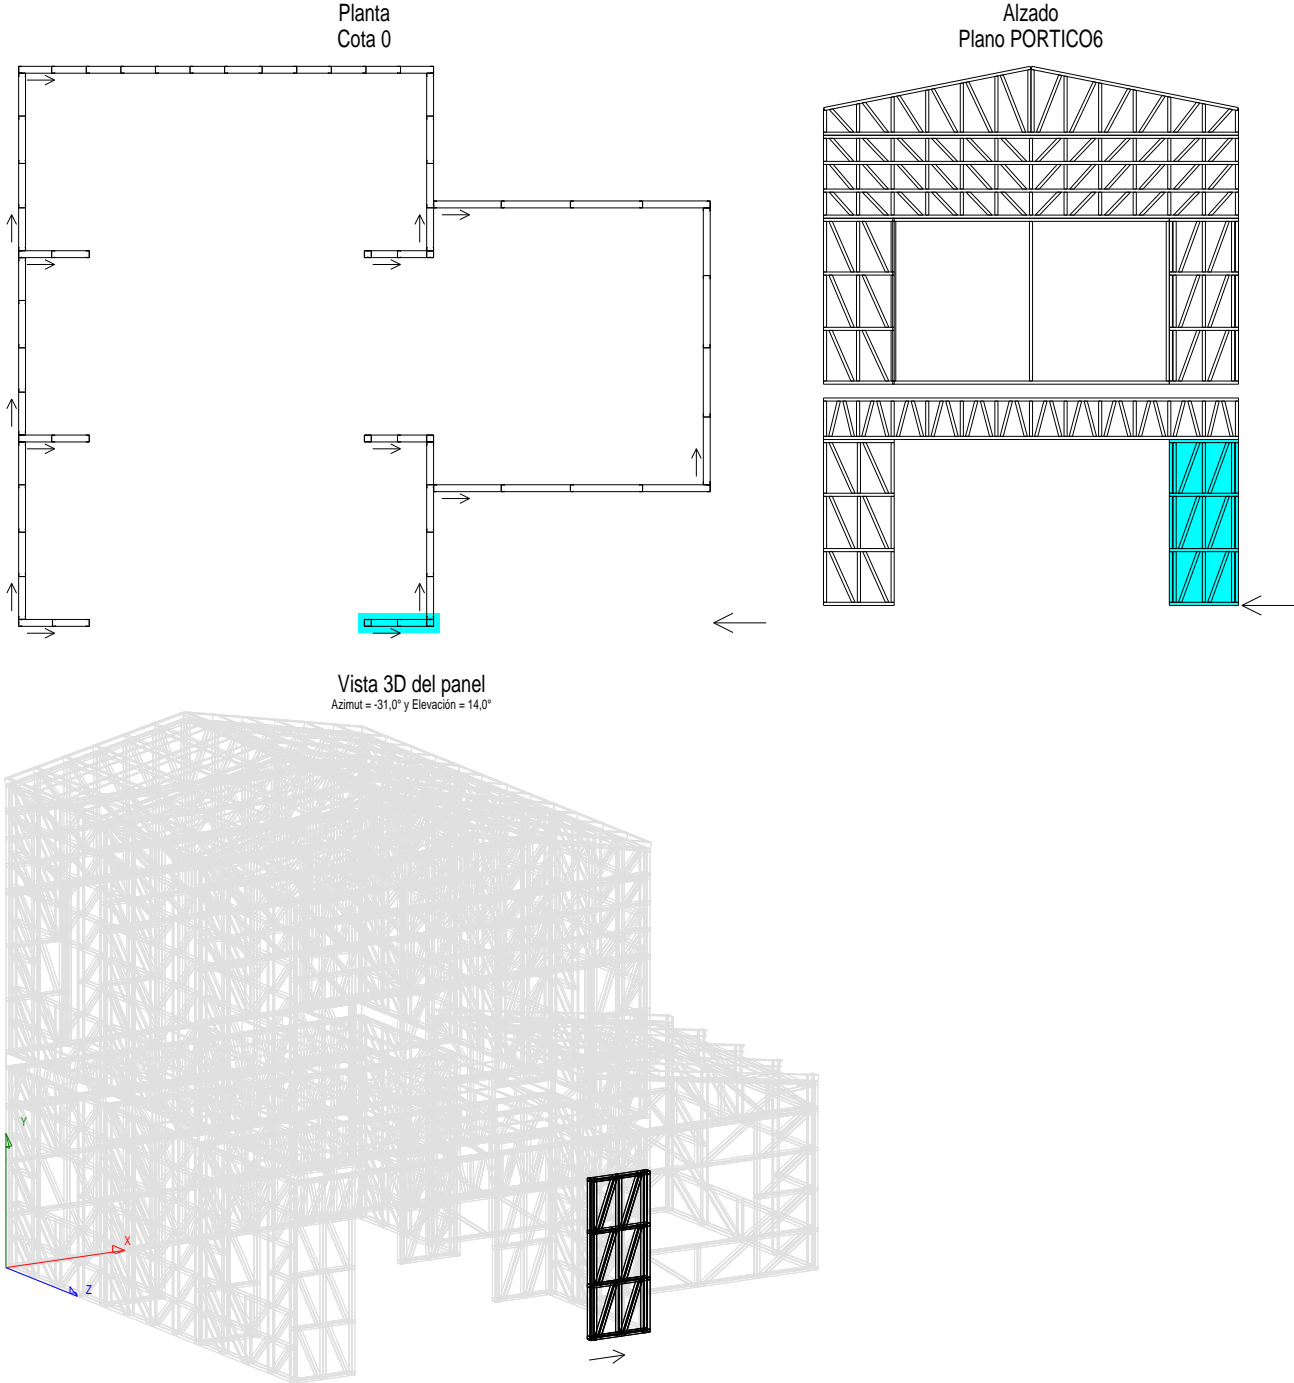 Planta
Cota 0
Alzado
Plano PORTICO6
Vista 3D del panel
Azimut = -31,0° y Elevación = 14,0°
Y
X
Z